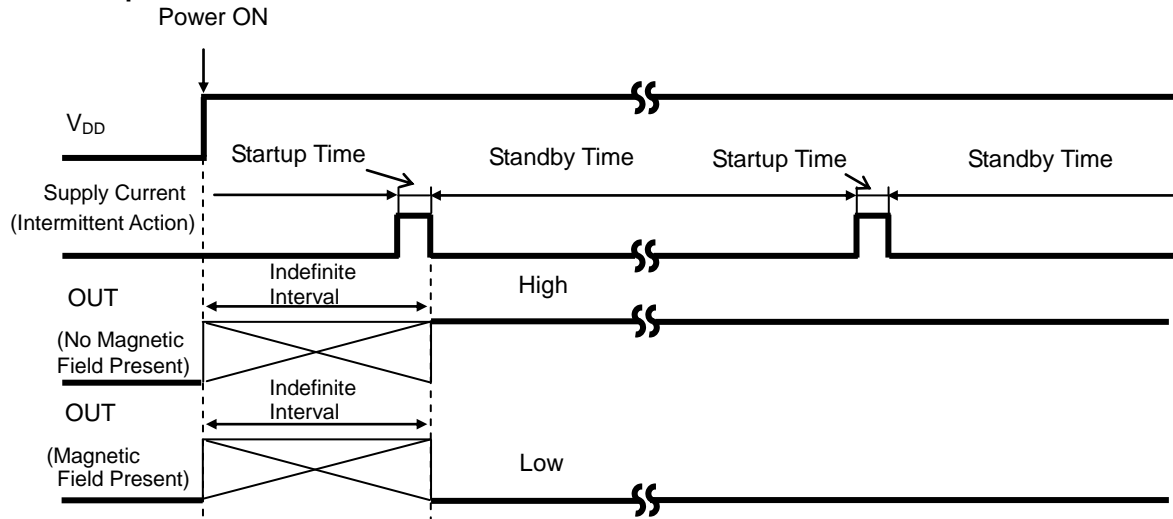 Power ON
V_DD
Startup Time
Standby Time
Startup Time
Standby Time
Supply Current
(Intermittent Action)
Indefinite
Interval
High
OUT
(No Magnetic
Field Present)
Indefinite
Interval
OUT
(Magnetic
Field Present)
Low